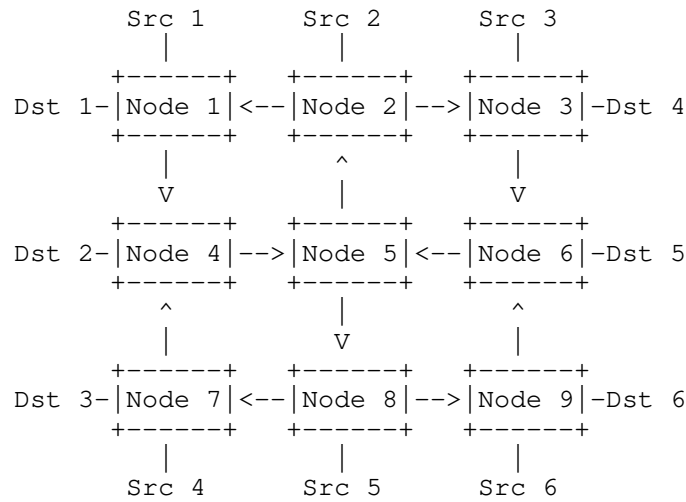 Src 1      Src 2      Src 3
           |          |          |
        +------+   +------+   +------+
 Dst 1-|Node 1|<--|Node 2|-->|Node 3|-Dst 4
        +------+   +------+   +------+
           |          ^          |
           V          |          V
        +------+   +------+   +------+
 Dst 2-|Node 4|-->|Node 5|<--|Node 6|-Dst 5
        +------+   +------+   +------+
           ^          |          ^
           |          V          |
        +------+   +------+   +------+
 Dst 3-|Node 7|<--|Node 8|-->|Node 9|-Dst 6
        +------+   +------+   +------+
           |          |          |
         Src 4      Src 5      Src 6